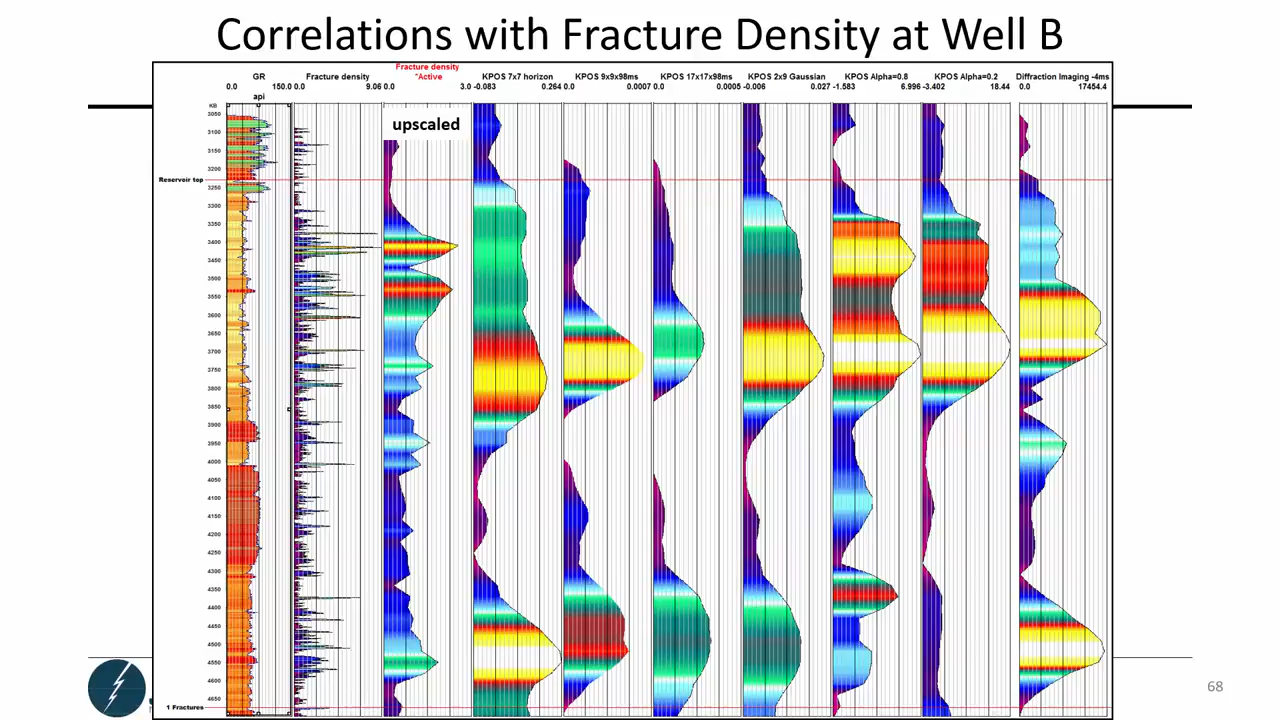 Correlations with Fracture Density at Well B
GR
Fracture density
Fracture density
"Active
KPOS 7x7 horizon
KPOS 9x9x98ms
KPOS 17x17x98ms
KPOS 2x9 Gaussian
KPOS Alpha=0.8
KPOS Alpha=0.2
Diffraction Imaging -4ms
0.0 150.0 0.0 9.06 0.0 3.0 -0.083 0.264 0.0 0.0007 0.0 0.0005 -0.006 0.027 -1.583 6.996 -3.402 18.44 0.0 17454.4
api
KB
upscaled
3050
3100
3150
Reservoir top
3200
3250
3300
3350
3400
3450
3500
3550
3600
3650
3700
3750
3800
3850
3900
3950
4000
4050
4100
4150
4200
4250
4300
4350
4400
4450
4500
4550
4600
4650
1 Fractures
68